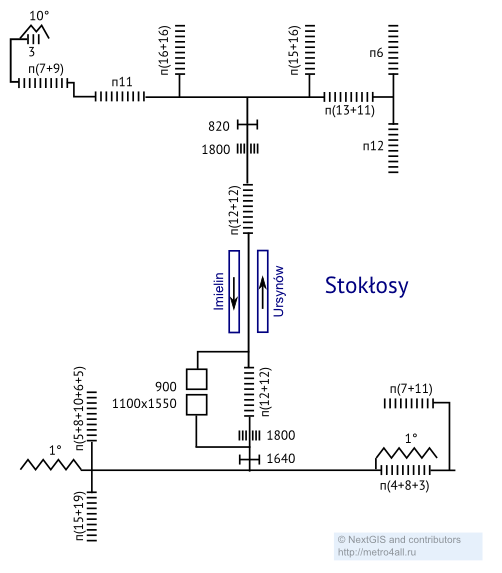 10°
3
п(7+9)
п11
п(16+16)
п(15+16)
п6
п(13+11)
п12
820
1800
п(12+12)
Imielin
Ursynów
Stokłosy
900
1100x1550
п(12+12)
1800
1640
п(5+8+10+6+5)
1°
п(15+19)
п(7+11)
1°
п(4+8+3)
© NextGIS and contributors
http://metro4all.ru